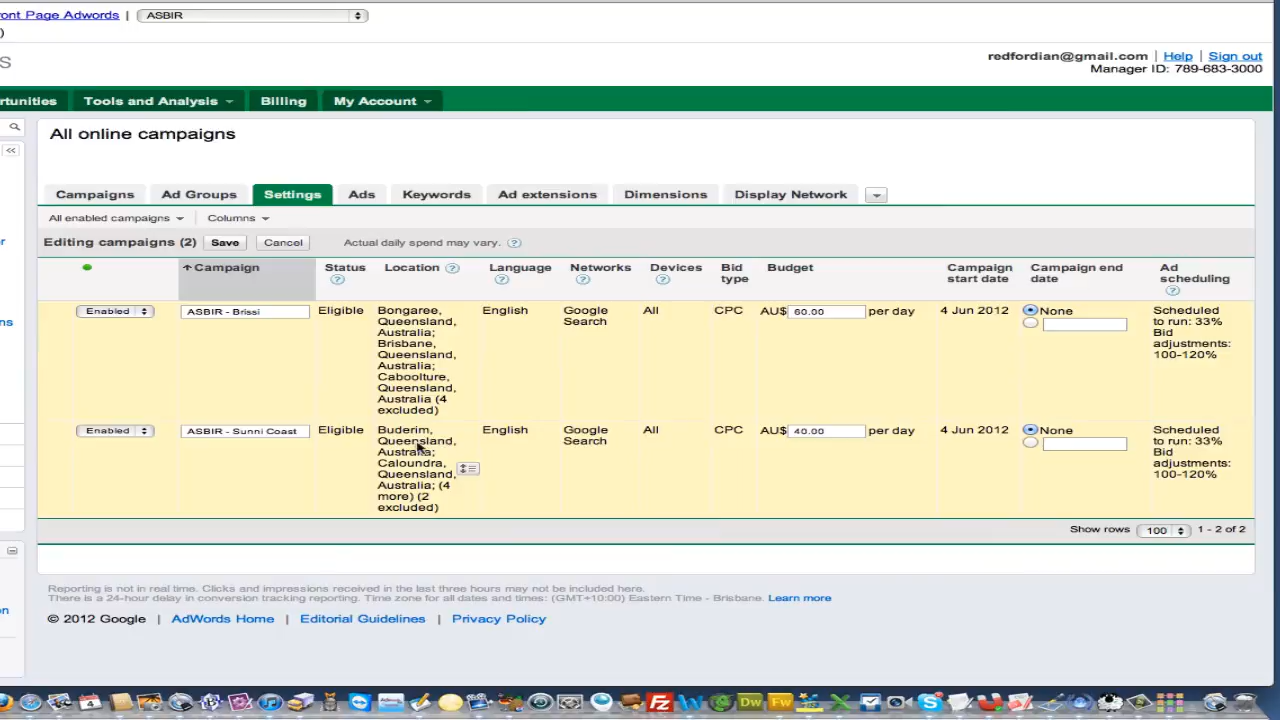 ront Page Adwords | ASBIR
)
redfordian@gmail.com | Help | Sign out
s
Manager ID: 789-683-3000
rtunities Tools and Analysis Billing My Account
All online campaigns
Campaigns Ad Groups Settings Ads Keywords Ad extensions Dimensions Display Network
All enabled campaigns Columns
r
Editing campaigns (2) Save Cancel Actual daily spend may vary. ?
Campaign Status Location ? Language Networks Devices Bid Budget Campaign Campaign end Ad
? ? ? ? type start date date scheduling
?
Enabled ASBIR - Brissi Eligible Bongaree, English Google All CPC AU$ 60.00 per day 4 Jun 2012 None Scheduled
ns
Queensland, Search to run: 33%
Australia; Bid
Brisbane, adjustments:
Queensland, 100-120%
Australia;
Caboolture,
Queensland,
Australia (4
excluded)
Enabled ASBIR - Sunni Coast Eligible Buderim, English Google All CPC AU$ 40.00 per day 4 Jun 2012 None Scheduled
Queensland, Search to run: 33%
Australia; Bid
Caloundra, adjustments:
Queensland, 100-120%
Australia; (4
more) (2
excluded)
Show rows 100 1 - 2 of 2
Reporting is not in real time. Clicks and impressions received in the last three hours may not be included here.
There is a 24-hour delay in conversion tracking reporting. Time zone for all dates and times: (GMT+10:00) Eastern Time - Brisbane. Learn more
on
© 2012 Google | AdWords Home | Editorial Guidelines | Privacy Policy
4 Fz W Dw Fw X S